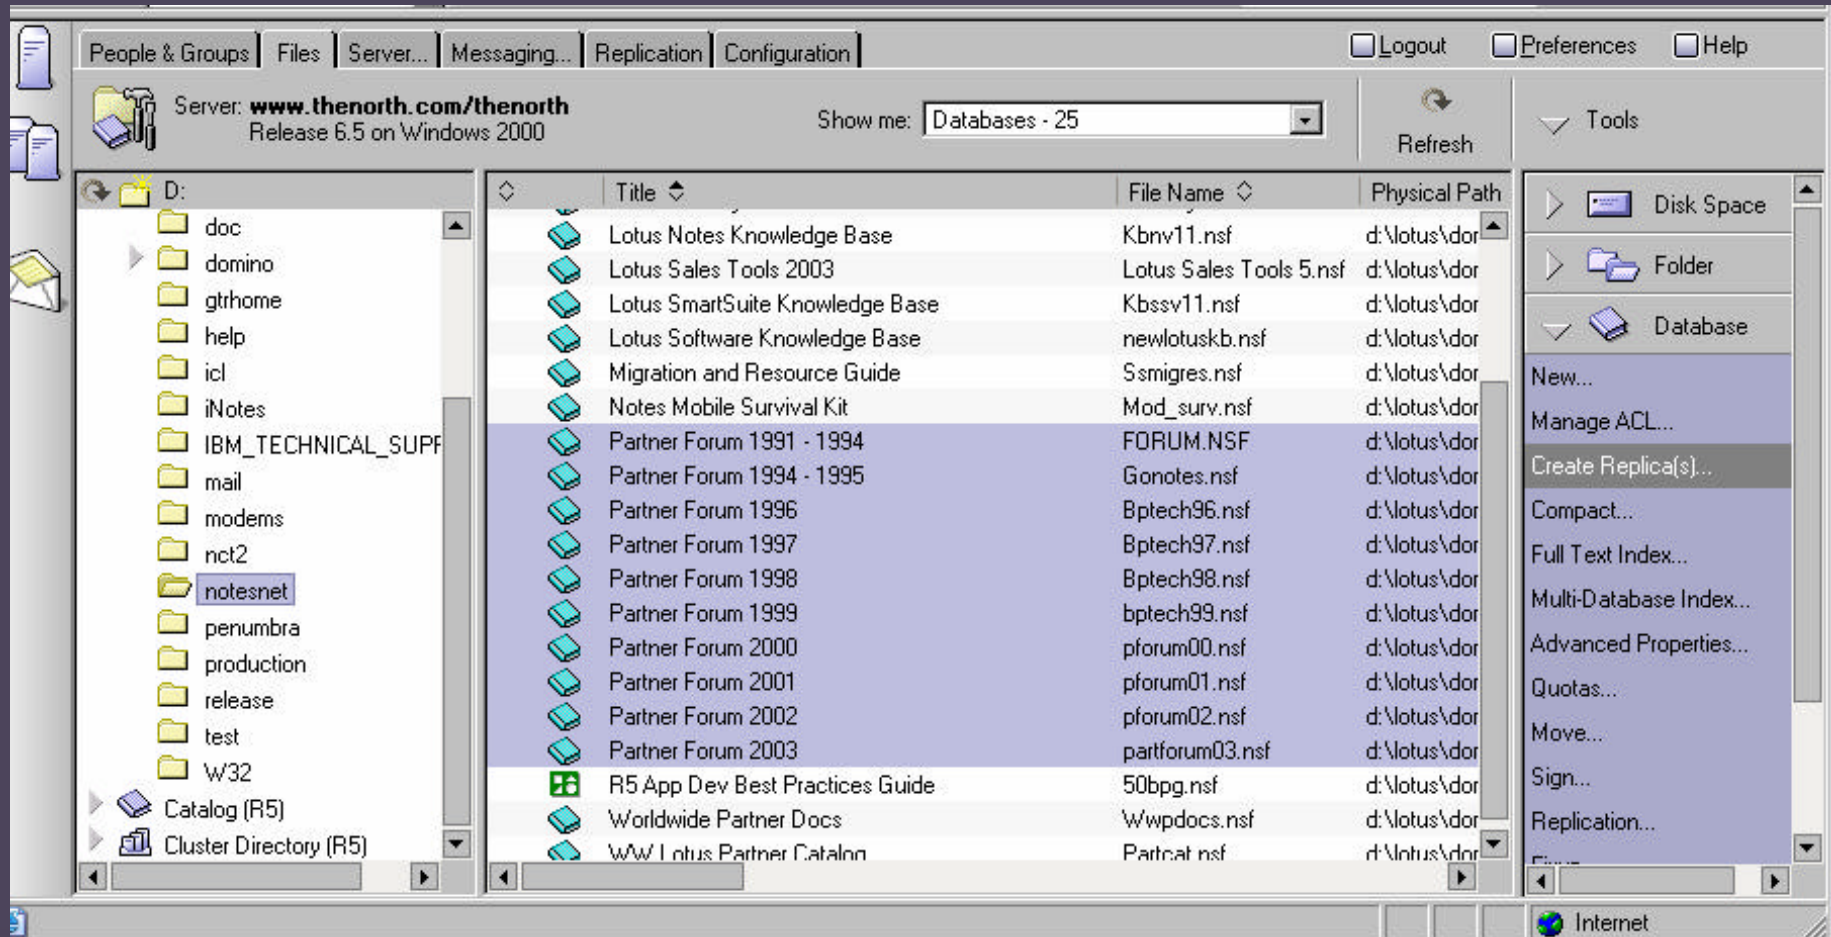 People & Groups Files Server... Messaging... Replication Configuration Logout Preferences Help
Server: www.thenorth.com/thenorth
Release 6.5 on Windows 2000
Show me: Databases - 25
Refresh
Tools
D:
doc
domino
gtrhome
help
icl
iNotes
IBM_TECHNICAL_SUPF
mail
modems
nct2
notesnet
penumbra
production
release
test
W32
Catalog (R5)
Cluster Directory (R5)
Title File Name Physical Path
Lotus Notes Knowledge Base Kbnv11.nsf d:\lotus\dor
Lotus Sales Tools 2003 Lotus Sales Tools 5.nsf d:\lotus\dor
Lotus SmartSuite Knowledge Base Kbssv11.nsf d:\lotus\dor
Lotus Software Knowledge Base newlotuskb.nsf d:\lotus\dor
Migration and Resource Guide Ssmigres.nsf d:\lotus\dor
Notes Mobile Survival Kit Mod_surv.nsf d:\lotus\dor
Partner Forum 1991 - 1994 FORUM.NSF d:\lotus\dor
Partner Forum 1994 - 1995 Gonotes.nsf d:\lotus\dor
Partner Forum 1996 Bptech96.nsf d:\lotus\dor
Partner Forum 1997 Bptech97.nsf d:\lotus\dor
Partner Forum 1998 Bptech98.nsf d:\lotus\dor
Partner Forum 1999 bptech99.nsf d:\lotus\dor
Partner Forum 2000 pforum00.nsf d:\lotus\dor
Partner Forum 2001 pforum01.nsf d:\lotus\dor
Partner Forum 2002 pforum02.nsf d:\lotus\dor
Partner Forum 2003 partforum03.nsf d:\lotus\dor
R5 App Dev Best Practices Guide 50bpg.nsf d:\lotus\dor
Worldwide Partner Docs Wwpdocs.nsf d:\lotus\dor
WW Lotus Partner Catalog Partcat.nsf d:\lotus\dor
Disk Space
Folder
Database
New...
Manage ACL...
Create Replica(s)...
Compact...
Full Text Index...
Multi-Database Index...
Advanced Properties...
Quotas...
Move...
Sign...
Replication...
Internet